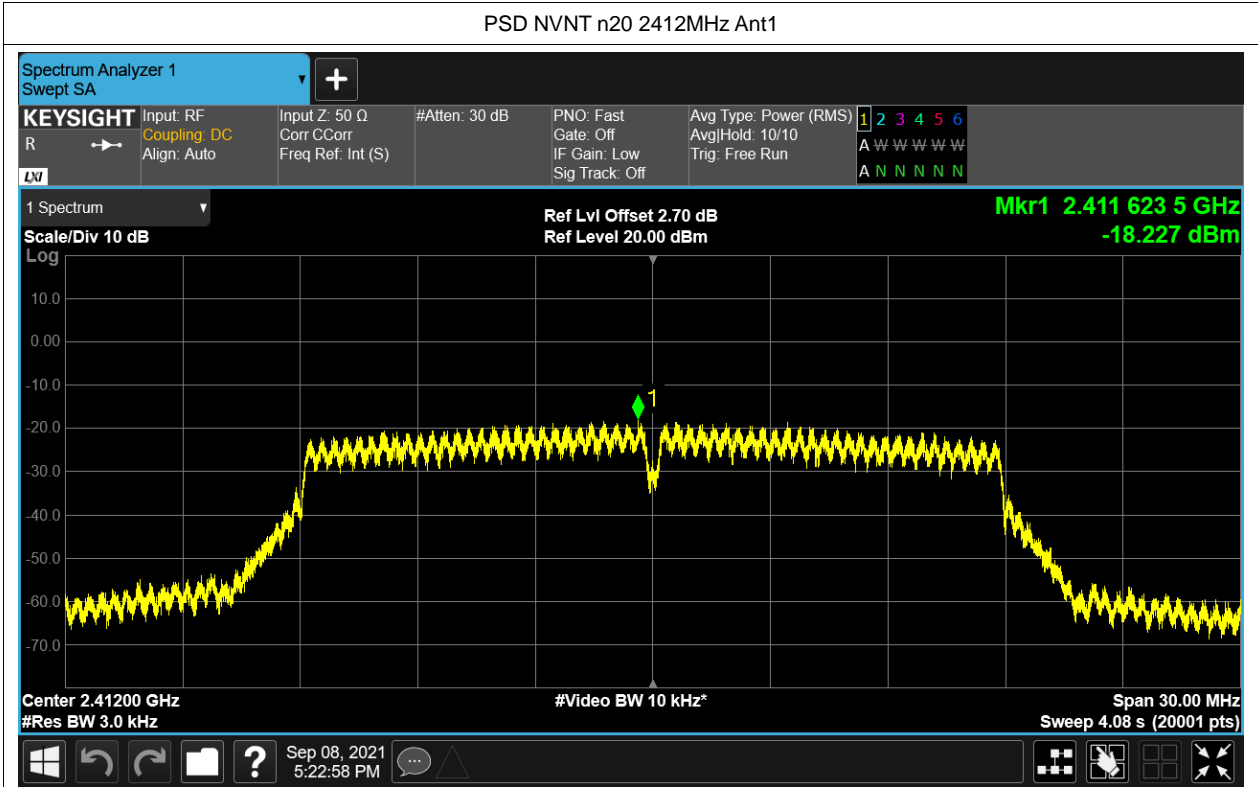 PSD NVNT n20 2412MHz Ant1
Spectrum Analyzer 1
Swept SA
KEYSIGHT
R
LXI
Input: RF
Coupling: DC
Align: Auto
Input Z: 50 Ω
Corr CCorr
Freq Ref: Int (S)
#Atten: 30 dB
PNO: Fast
Gate: Off
IF Gain: Low
Sig Track: Off
Avg Type: Power (RMS)
Avg|Hold: 10/10
Trig: Free Run
1 2 3 4 5 6
A W W W W W
A N N N N N
1 Spectrum
Scale/Div 10 dB
Log
Ref Lvl Offset 2.70 dB
Ref Level 20.00 dBm
Mkr1 2.411 623 5 GHz
-18.227 dBm
10.0
0.00
-10.0
-20.0
-30.0
-40.0
-50.0
-60.0
-70.0
1
Center 2.41200 GHz
#Res BW 3.0 kHz
#Video BW 10 kHz*
Span 30.00 MHz
Sweep 4.08 s (20001 pts)
?
Sep 08, 2021
5:22:58 PM